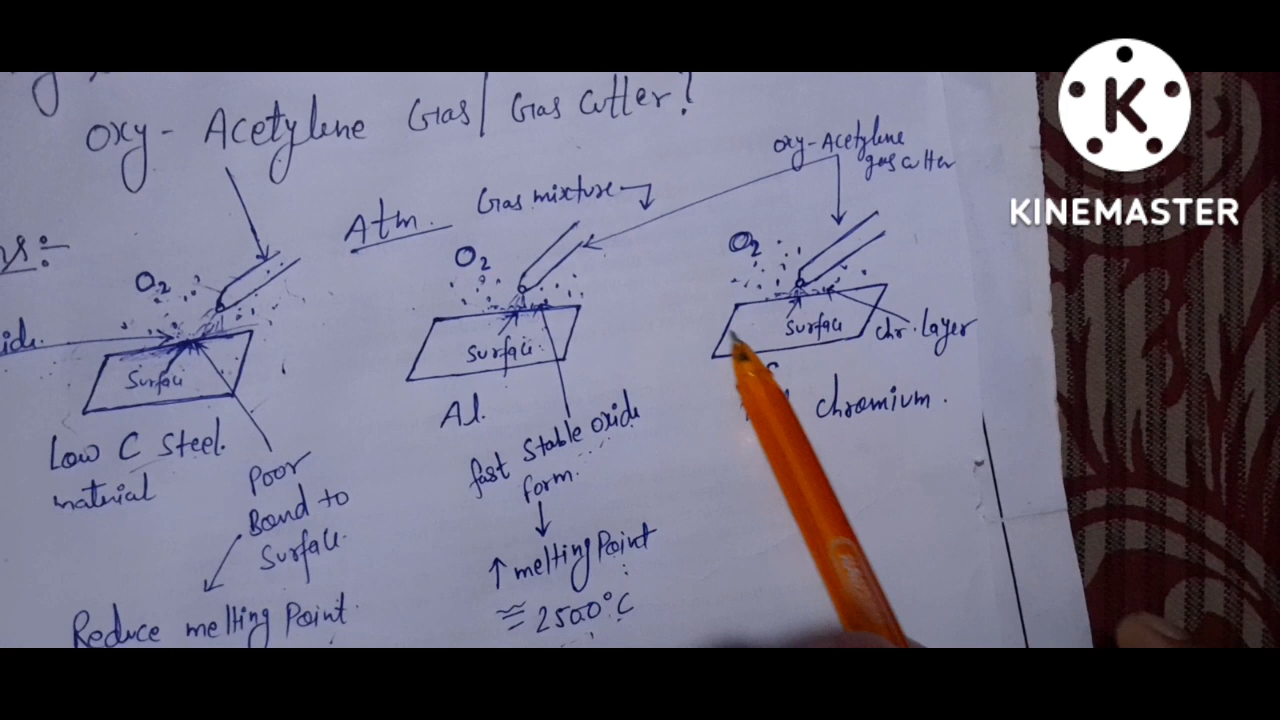 Oxy-Acetylene Gas/Gas Cutter?
Oxy-Acetylene
gas cutter
Atm. Gas mixture
O2
O2
O2
Surface
Surface
Surface
chr. layer
Low C Steel
material
Al.
chromium.
Poor
Bond to
Surface
fast Stable oxide
form.
↑ melting Point
≈ 2500°C
Reduce melting Point
K
KINEMASTER